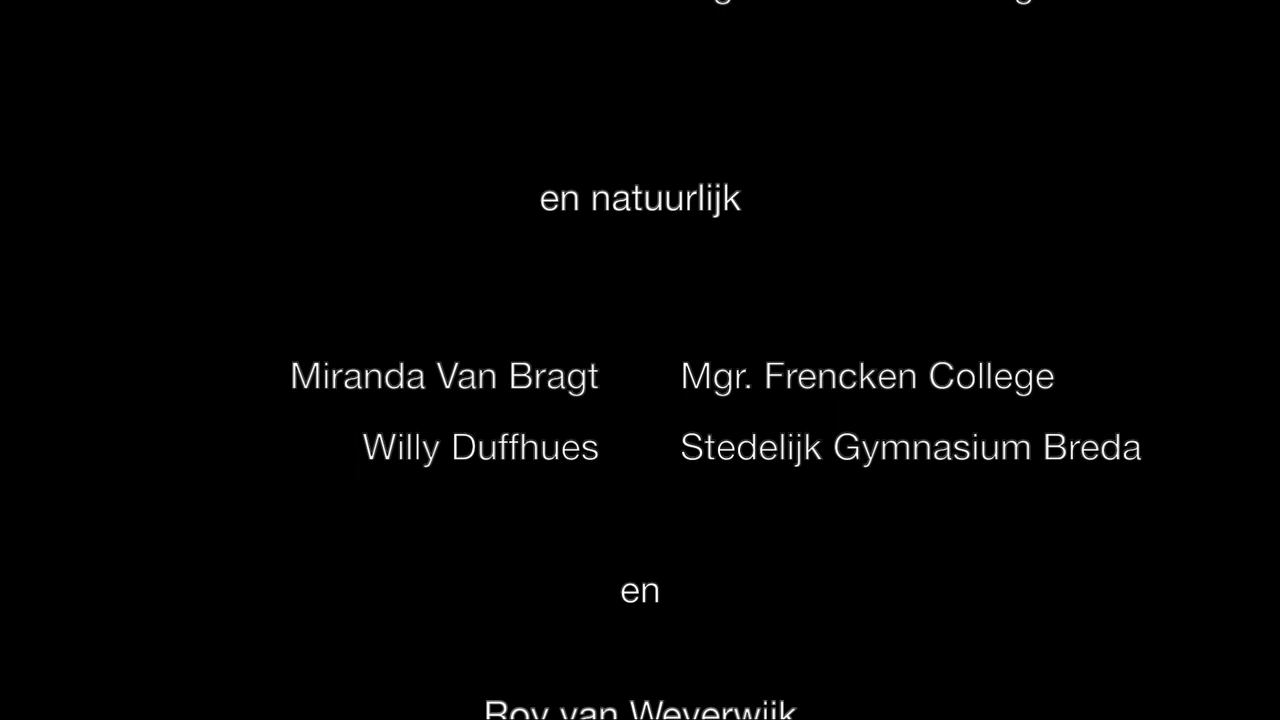 en natuurlijk
Miranda Van Bragt Mgr. Frencken College
Willy Duffhues Stedelijk Gymnasium Breda
en
Roy van Weverwijk